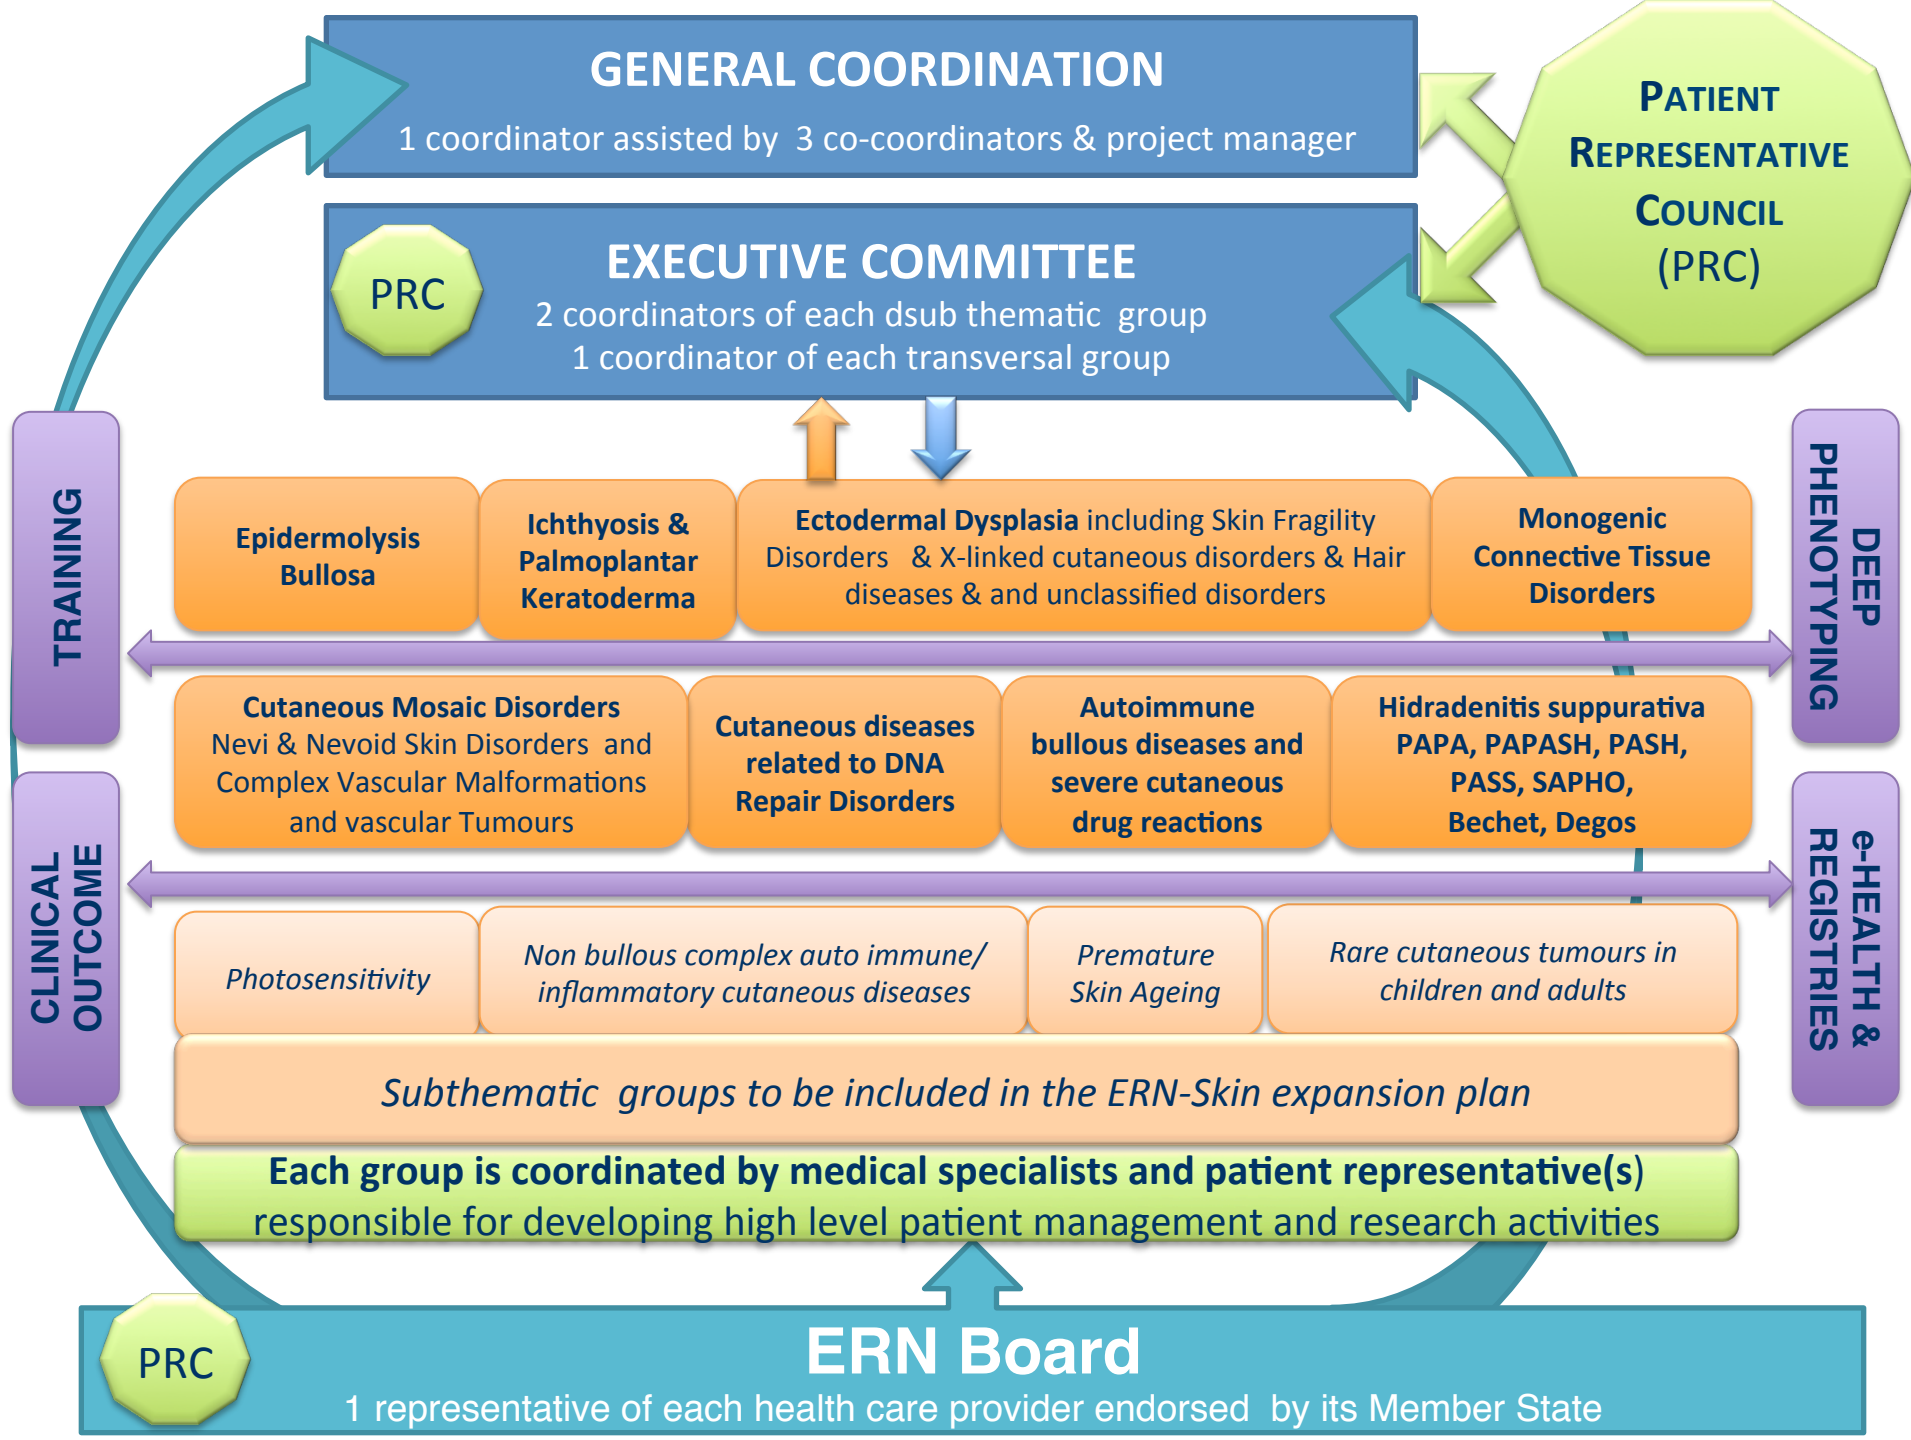 GENERAL COORDINATION
1 coordinator assisted by 3 co-coordinators & project manager
PATIENT
REPRESENTATIVE
COUNCIL
(PRC)
PRC
EXECUTIVE COMMITTEE
2 coordinators of each dsub thematic group
1 coordinator of each transversal group
TRAINING
DEEP
PHENOTYPING
Epidermolysis
Bullosa
Ichthyosis &
Palmoplantar
Keratoderma
Ectodermal Dysplasia including Skin Fragility
Disorders & X-linked cutaneous disorders & Hair
diseases & and unclassified disorders
Monogenic
Connective Tissue
Disorders
Cutaneous Mosaic Disorders
Nevi & Nevoid Skin Disorders and
Complex Vascular Malformations
and vascular Tumours
Cutaneous diseases
related to DNA
Repair Disorders
Autoimmune
bullous diseases and
severe cutaneous
drug reactions
Hidradenitis suppurativa
PAPA, PAPASH, PASH,
PASS, SAPHO,
Bechet, Degos
CLINICAL
OUTCOME
e-HEALTH &
REGISTRIES
Photosensitivity
Non bullous complex auto immune/
inflammatory cutaneous diseases
Premature
Skin Ageing
Rare cutaneous tumours in
children and adults
Subthematic groups to be included in the ERN-Skin expansion plan
Each group is coordinated by medical specialists and patient representative(s)
responsible for developing high level patient management and research activities
PRC
ERN Board
1 representative of each health care provider endorsed by its Member State